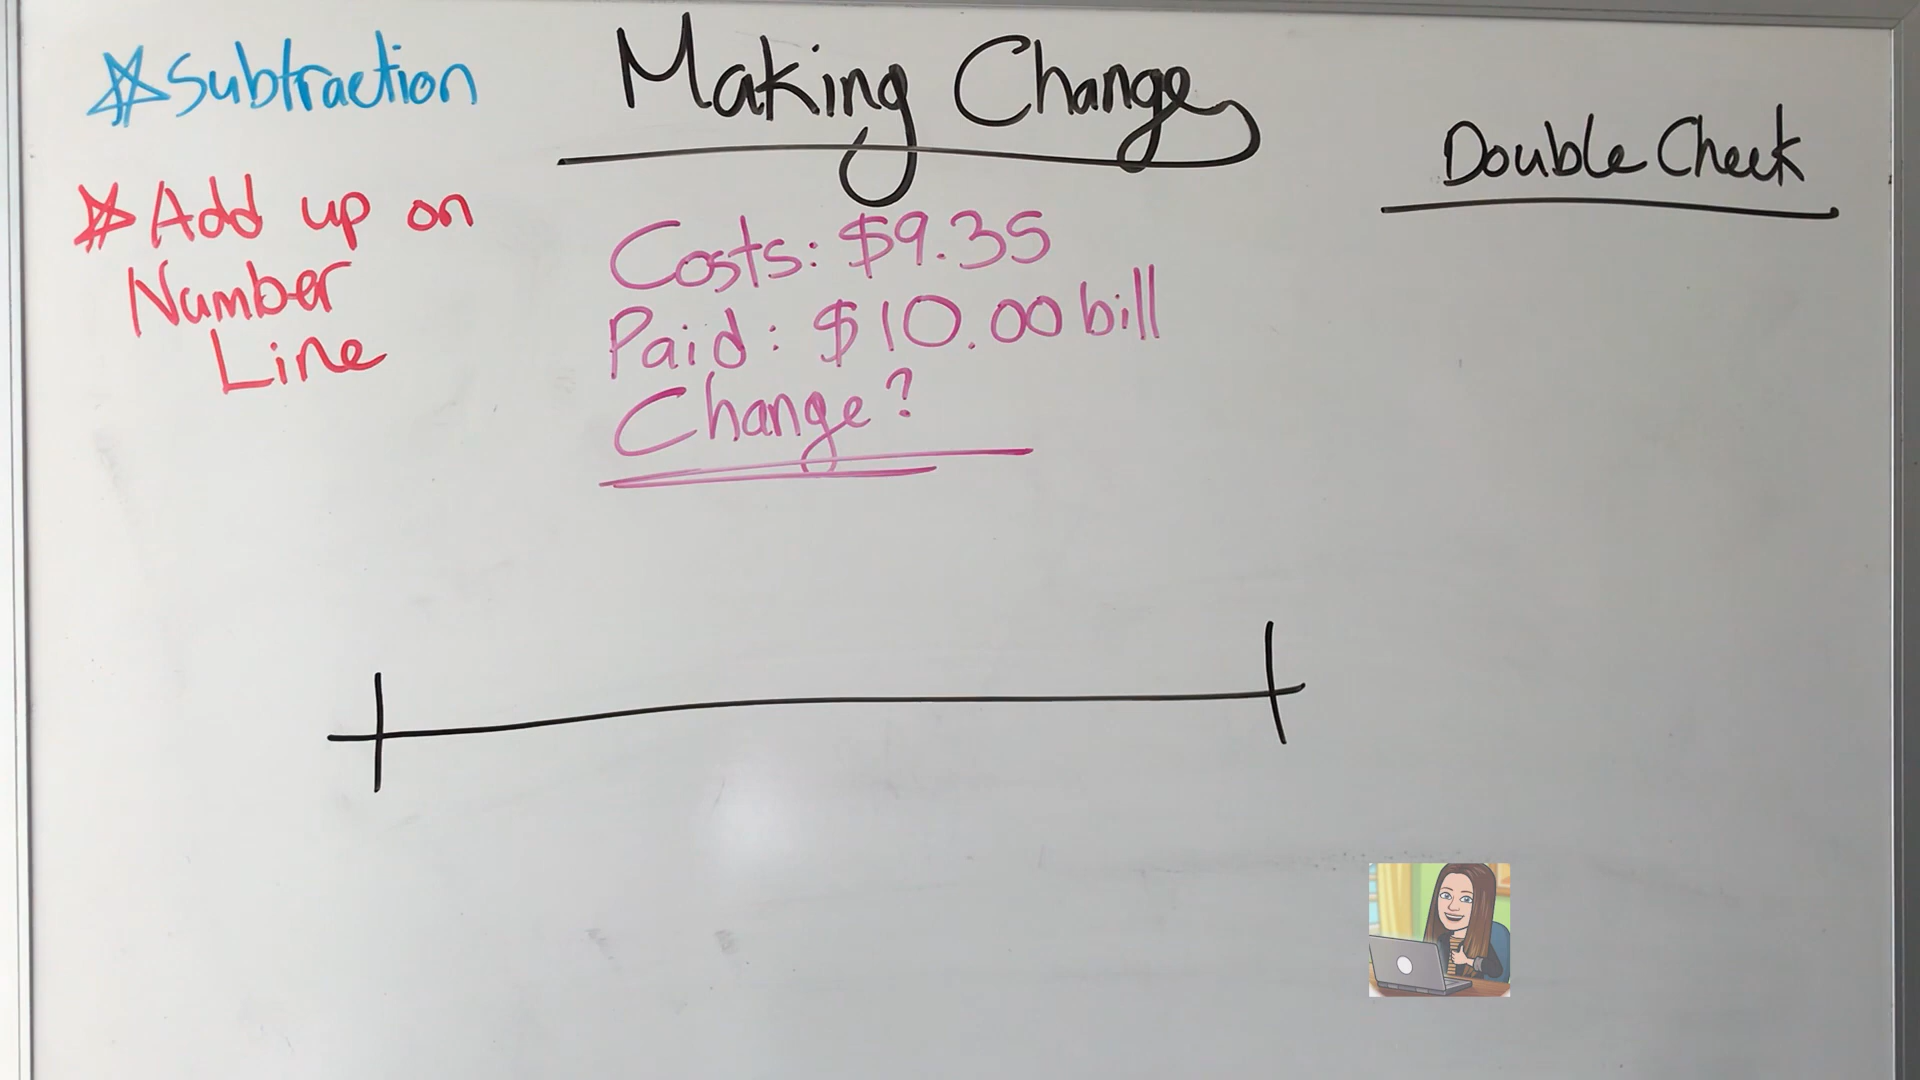 Making Change
Subtraction
Add up on
Number
Line
Costs: $9.35
Paid: $10.00 bill
Change?
Double Check